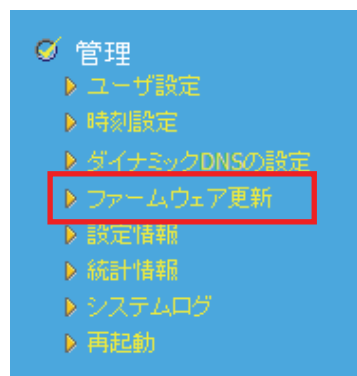 管理
ユーザ設定
時刻設定
ダイナミックDNSの設定
ファームウェア更新
設定情報
統計情報
システムログ
再起動